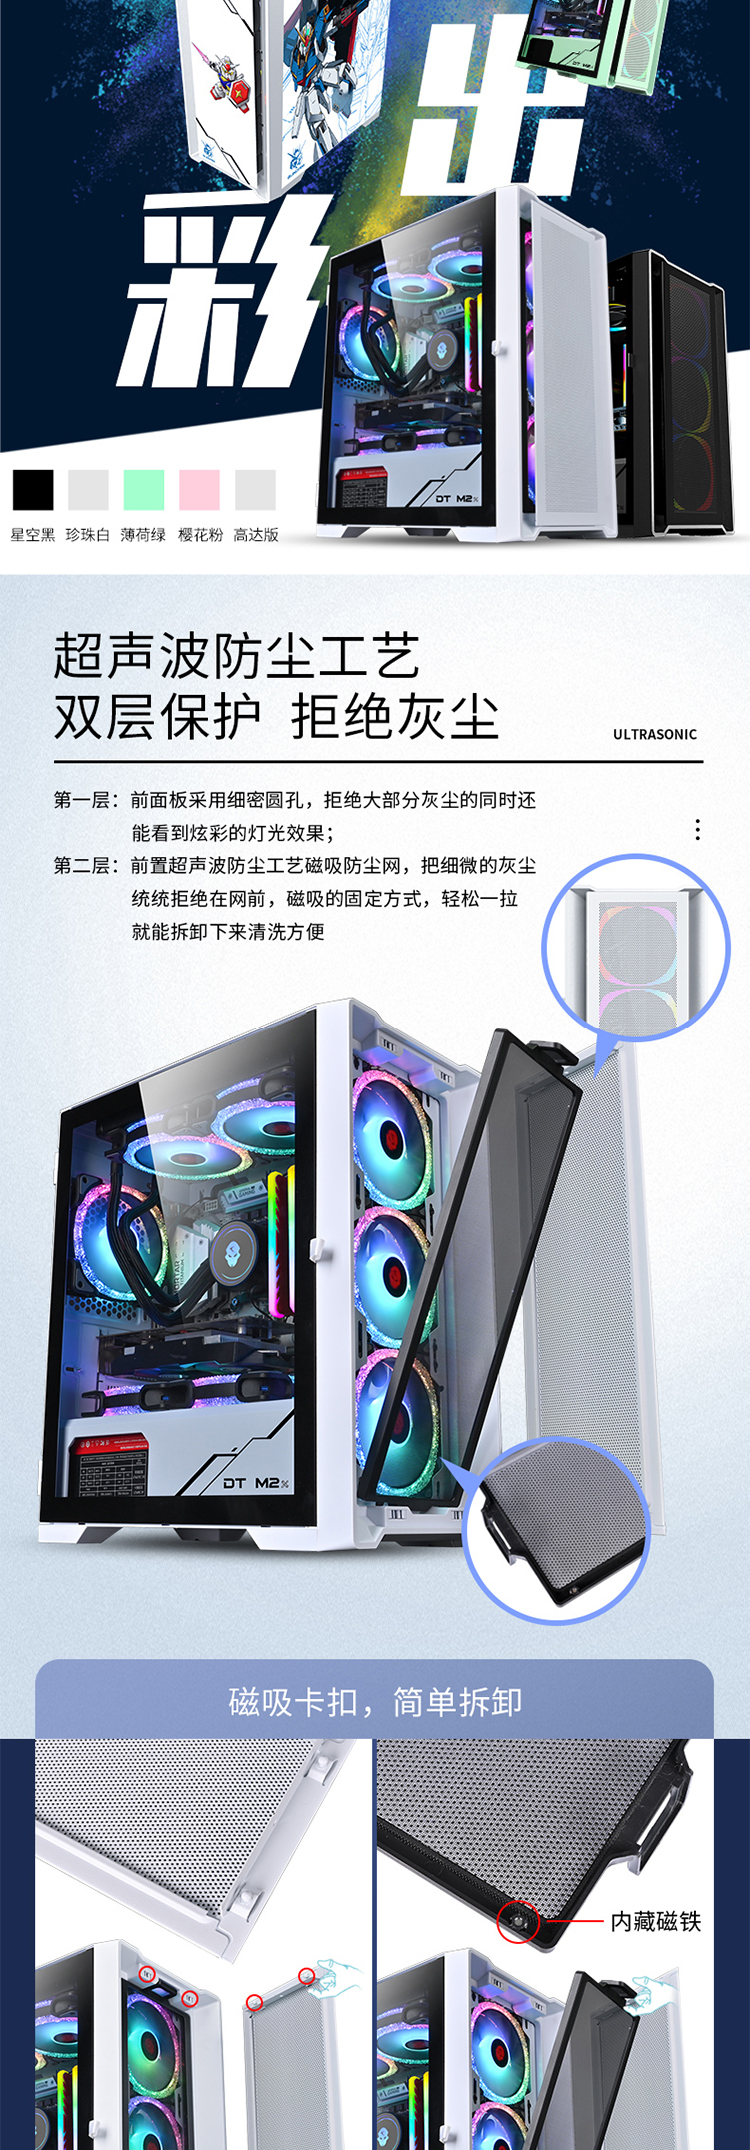 出
彩
DT M2x
DT M2x
星空黑 珍珠白 薄荷绿 樱花粉 高达版
超声波防尘工艺
双层保护 拒绝灰尘
ULTRASONIC
第一层：前面板采用细密圆孔，拒绝大部分灰尘的同时还
能看到炫彩的灯光效果；
第二层：前置超声波防尘工艺磁吸防尘网，把细微的灰尘
统统拒绝在网前，磁吸的固定方式，轻松一拉
就能拆卸下来清洗方便
DT M2x
磁吸卡扣，简单拆卸
内藏磁铁